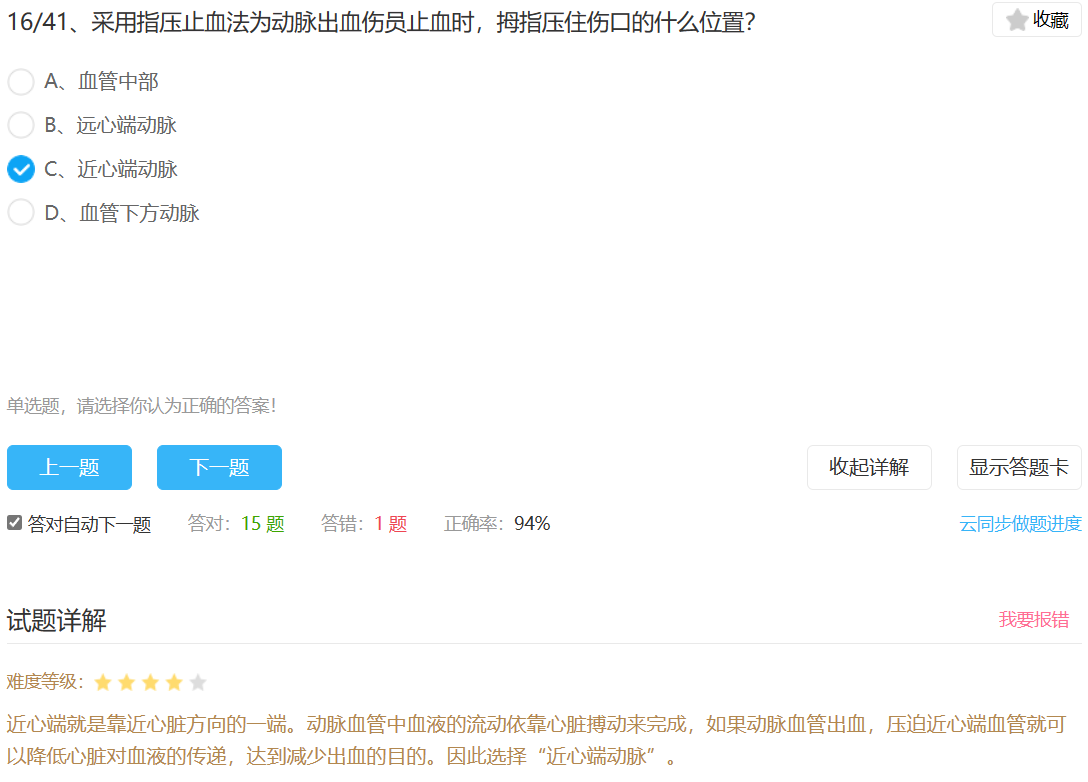 16/41、采用指压止血法为动脉出血伤员止血时，拇指压住伤口的什么位置？
收藏
A、血管中部
B、远心端动脉
C、近心端动脉
D、血管下方动脉
单选题，请选择你认为正确的答案！
上一题
下一题
收起详解
显示答题卡
答对自动下一题
答对：15 题
答错：1 题
正确率：94%
云同步做题进度
试题详解
我要报错
难度等级：
近心端就是靠近心脏方向的一端。动脉血管中血液的流动依靠心脏搏动来完成，如果动脉血管出血，压迫近心端血管就可
以降低心脏对血液的传递，达到减少出血的目的。因此选择“近心端动脉”。